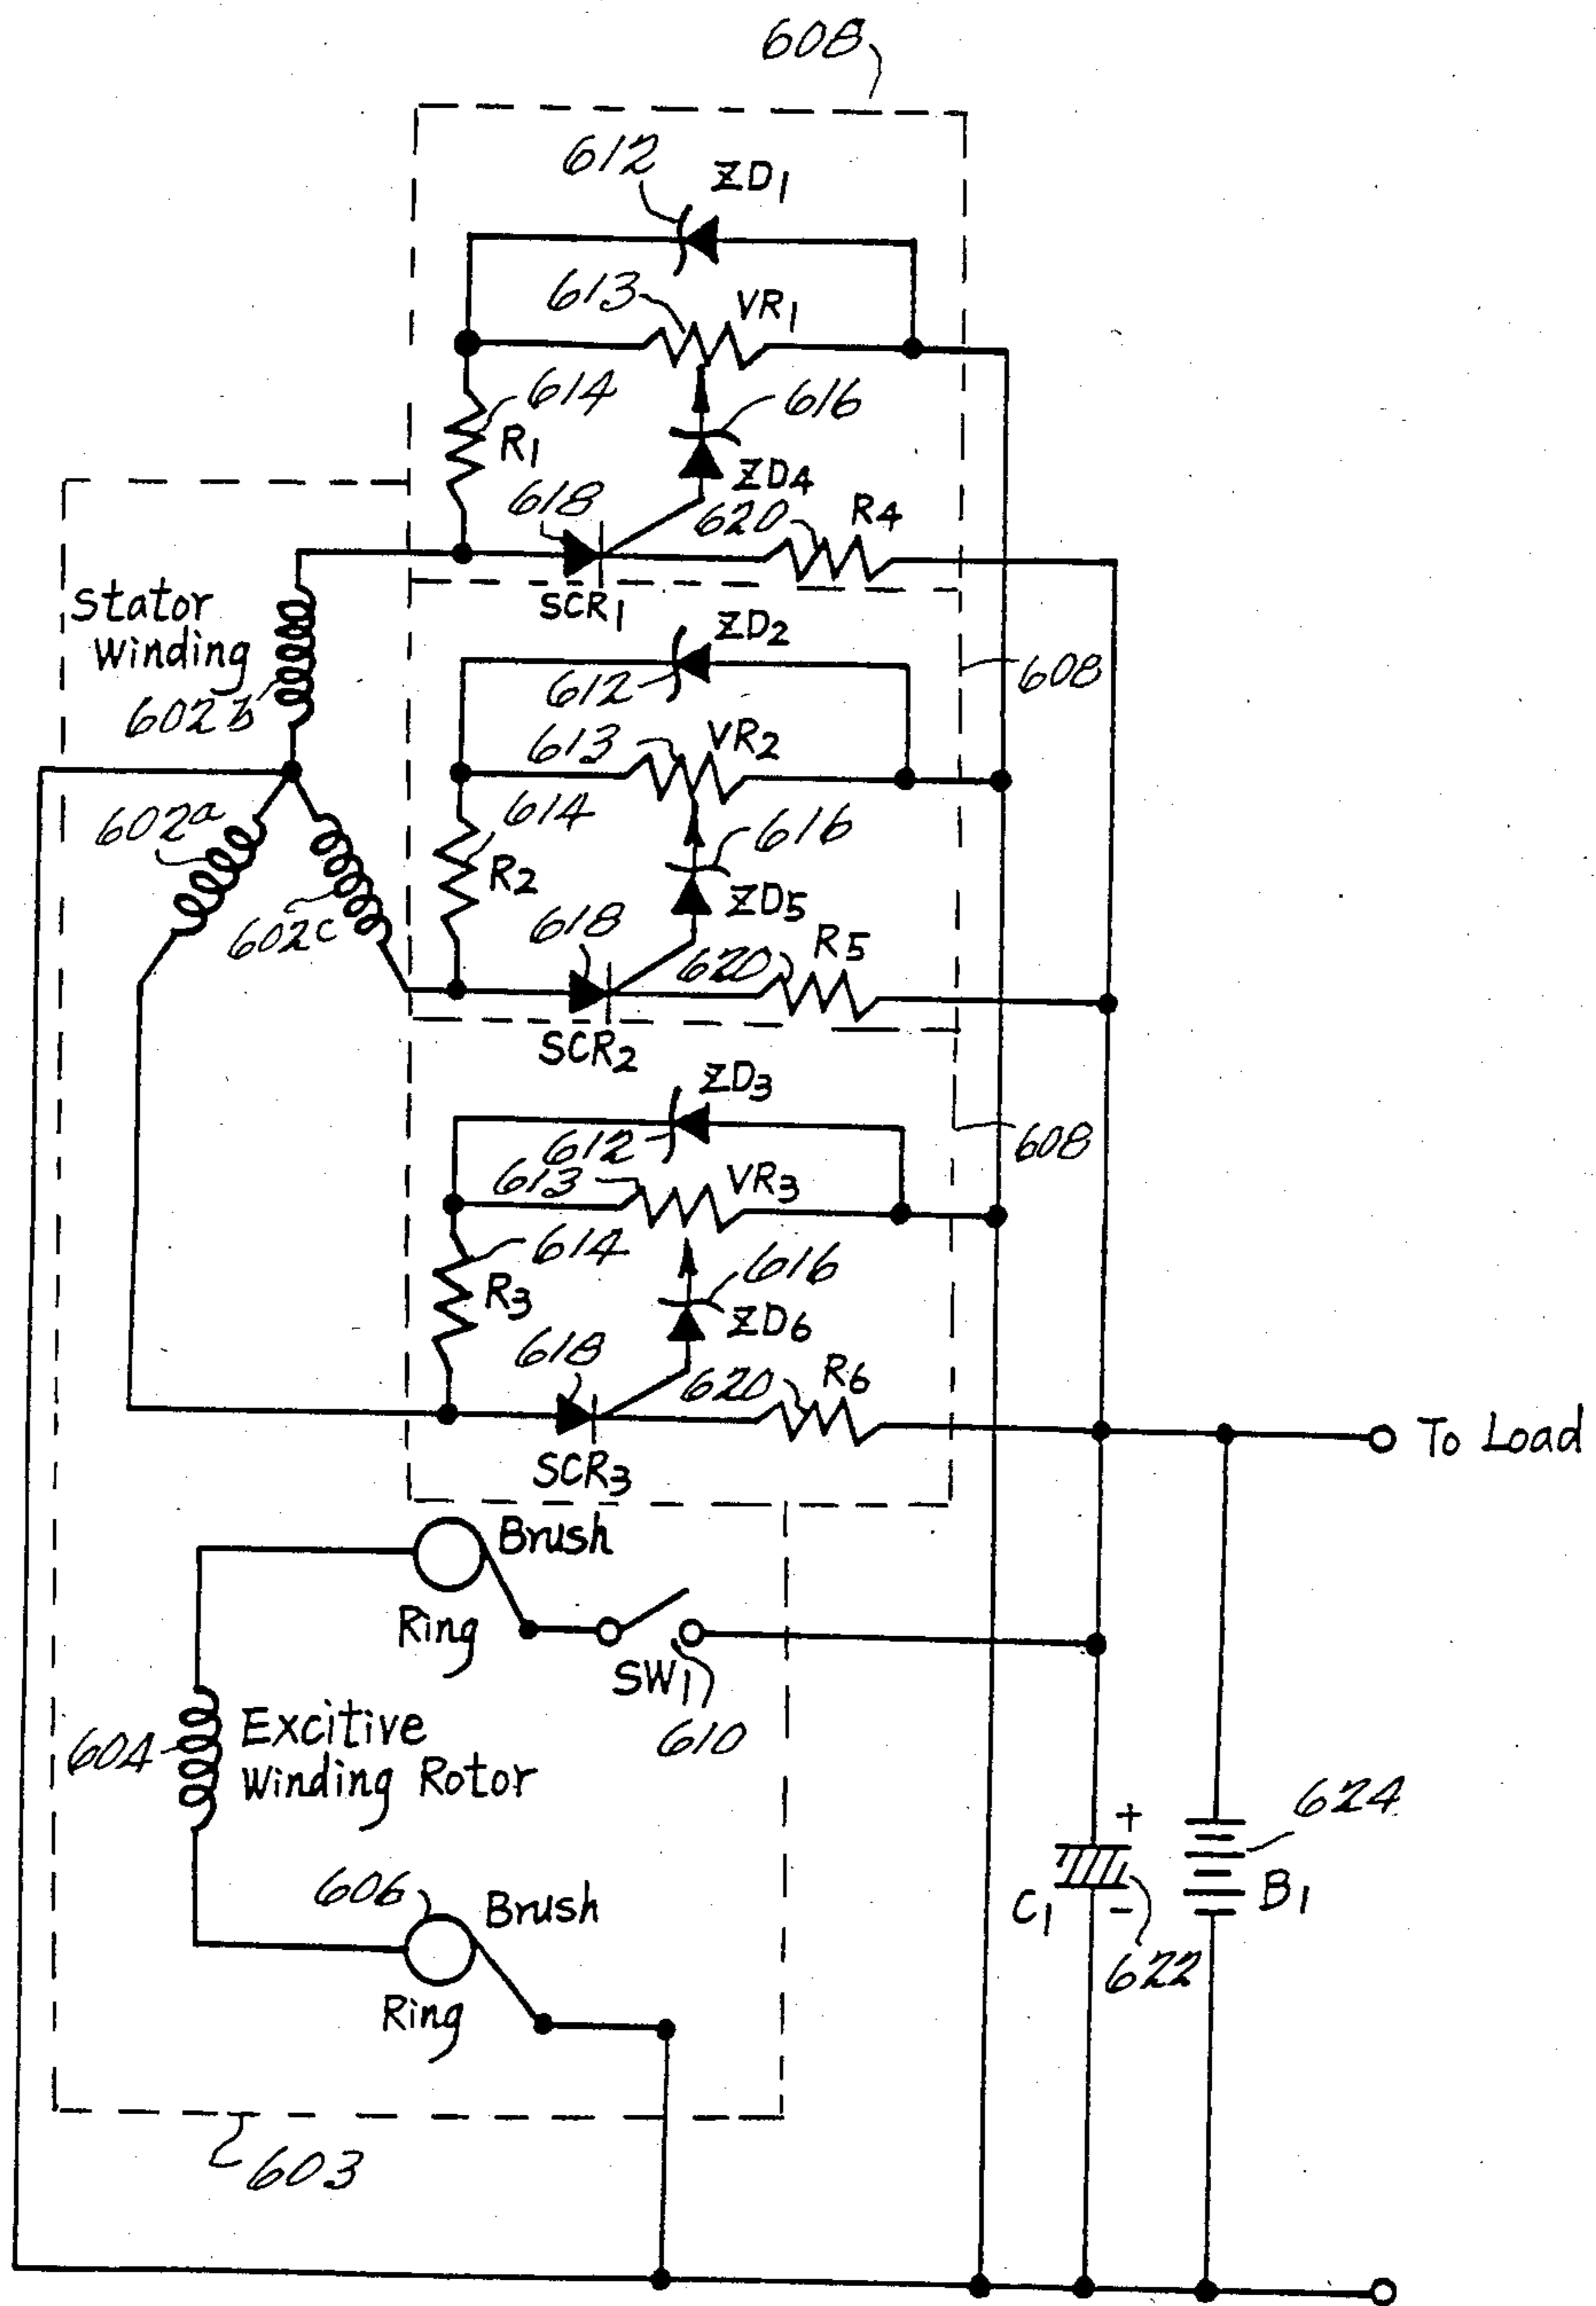 608
612
ZD1
613
VR1
614
616
R1
ZD4
618
620
R4
SCR1
Stator
Winding
602b
ZD2
612
608
613
VR2
602a
614
616
R2
ZD5
602c
618
620
R5
SCR2
ZD3
612
608
613
VR3
614
616
R3
ZD6
618
620
R6
To Load
SCR3
Brush
Ring
SW1
610
604
Excitive
Winding Rotor
624
+
606
Brush
C1
-
B1
622
Ring
603